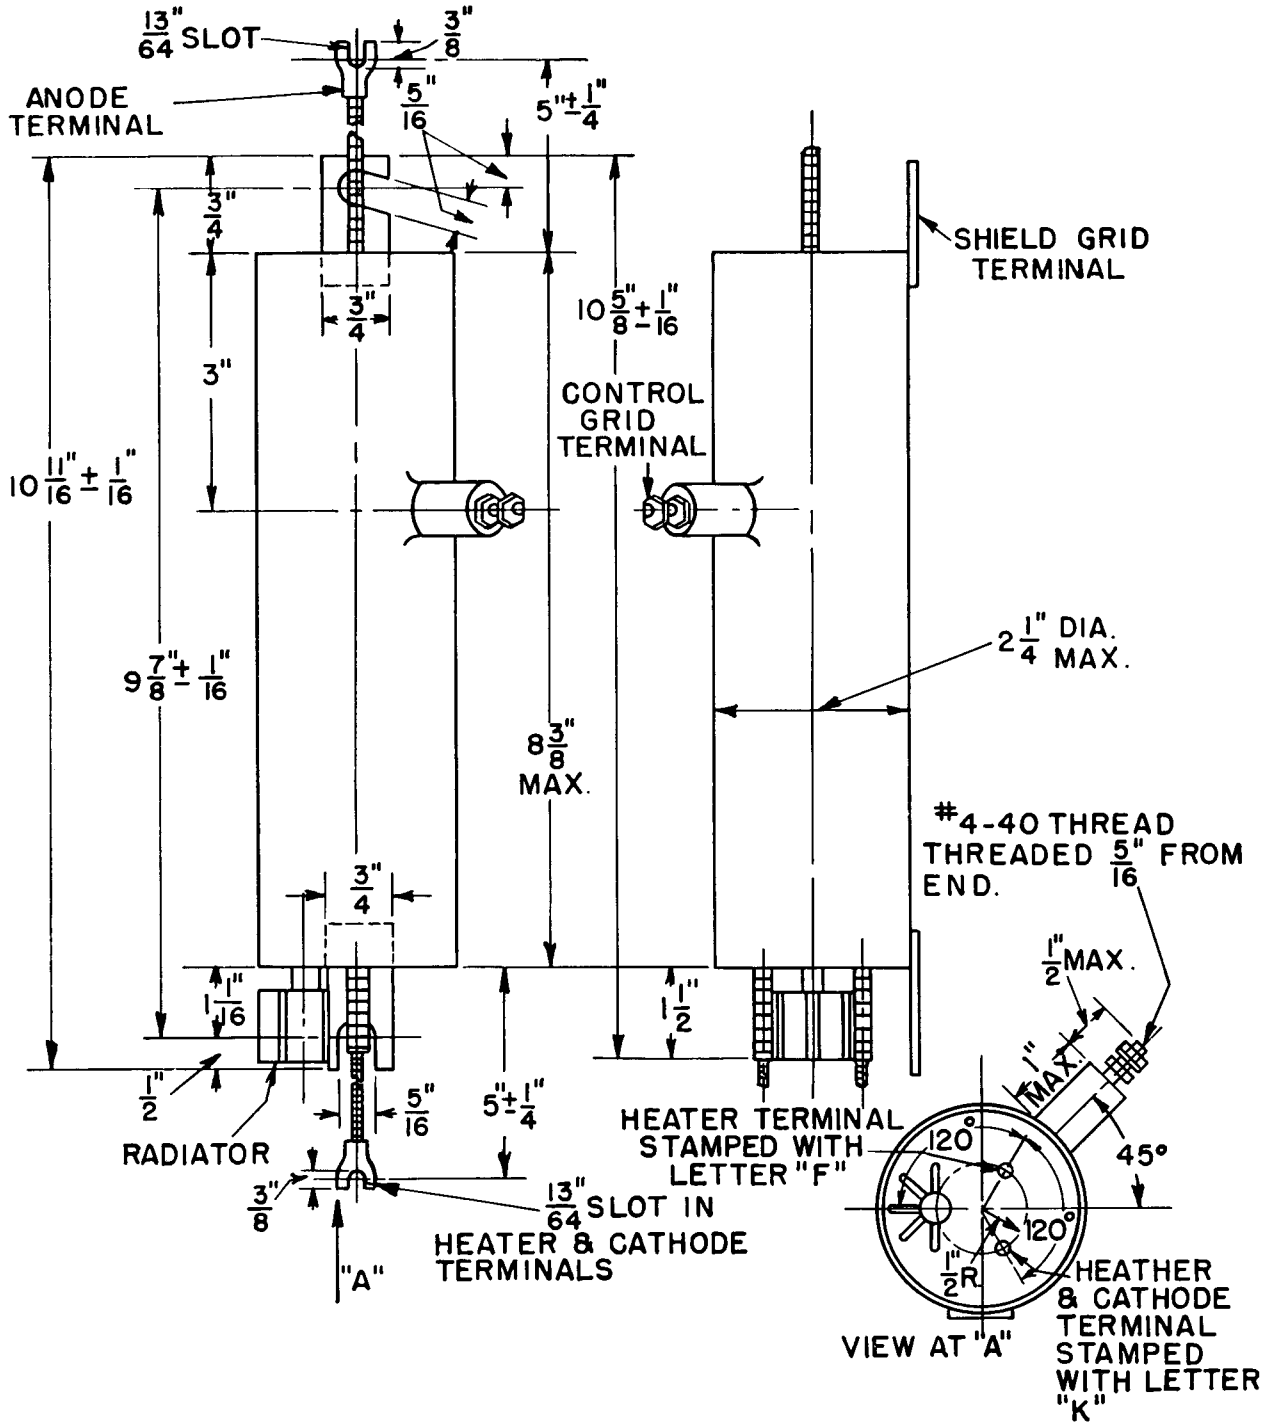 13/64" SLOT
3/8"
ANODE
TERMINAL
5/16"
5"±1/4"
3/4"
SHIELD GRID
TERMINAL
3/4"
10 5/8"±1/16"
3"
CONTROL
GRID
TERMINAL
10 11/16"±1/16"
2 1/4" DIA.
MAX.
9 7/8"±1/16"
8 3/8"
MAX.
#4-40 THREAD
THREADED 5/16" FROM
END.
3/4"
1/2" MAX.
1 1/16"
1 1/2"
1" MAX.
1/2"
5/16"
5"±1/4"
HEATER TERMINAL
STAMPED WITH
LETTER "F"
120°
45°
RADIATOR
3/8"
13/64" SLOT IN
HEATER & CATHODE
TERMINALS
120°
1/2" R.
"A"
HEATHER
& CATHODE
TERMINAL
STAMPED
WITH LETTER
"K"
VIEW AT "A"